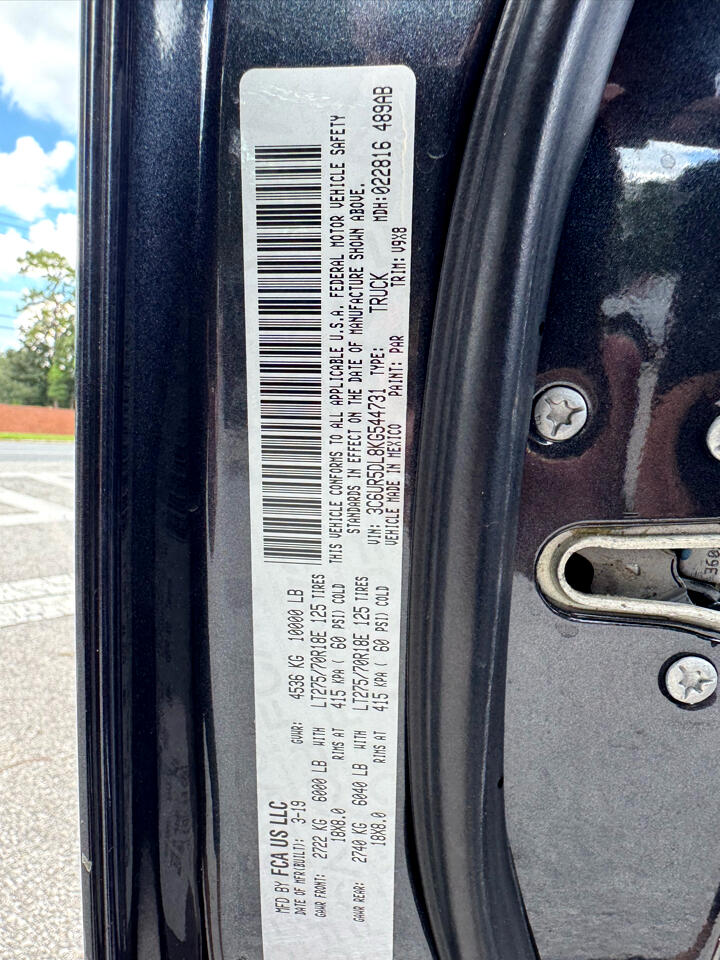 MFD BY FCA US LLC
DATE OF MFR(BUILT): 3-19 GVWR: 4536 KG 10000 LB
GAWR FRONT: 2722 KG 6000 LB WITH LT275/70R18E 125 TIRES
18X8.0 RIMS AT 415 KPA ( 60 PSI) COLD
GAWR REAR: 2740 KG 6040 LB WITH LT275/70R18E 125 TIRES
18X8.0 RIMS AT 415 KPA ( 60 PSI) COLD
THIS VEHICLE CONFORMS TO ALL APPLICABLE U.S.A. FEDERAL MOTOR VEHICLE SAFETY
STANDARDS IN EFFECT ON THE DATE OF MANUFACTURE SHOWN ABOVE.
VIN: 3C6UR5DL8KG544731 TYPE: TRUCK MDH: 022816 489AB
VEHICLE MADE IN MEXICO PAINT: PAR TRIM: V9X8